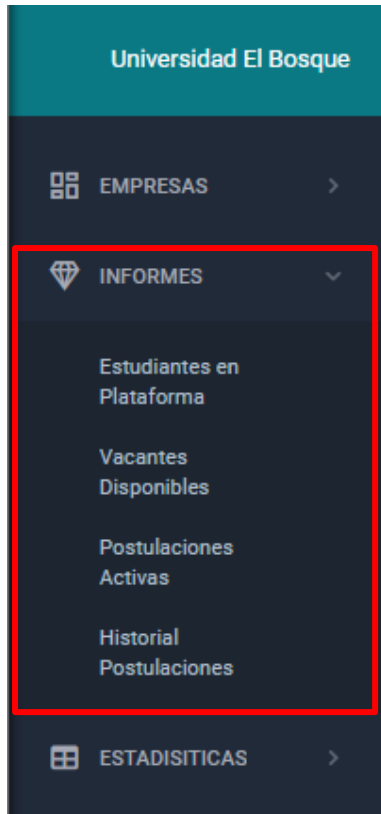 Universidad El Bosque
EMPRESAS
INFORMES
Estudiantes en
Plataforma
Vacantes
Disponibles
Postulaciones
Activas
Historial
Postulaciones
ESTADISITICAS